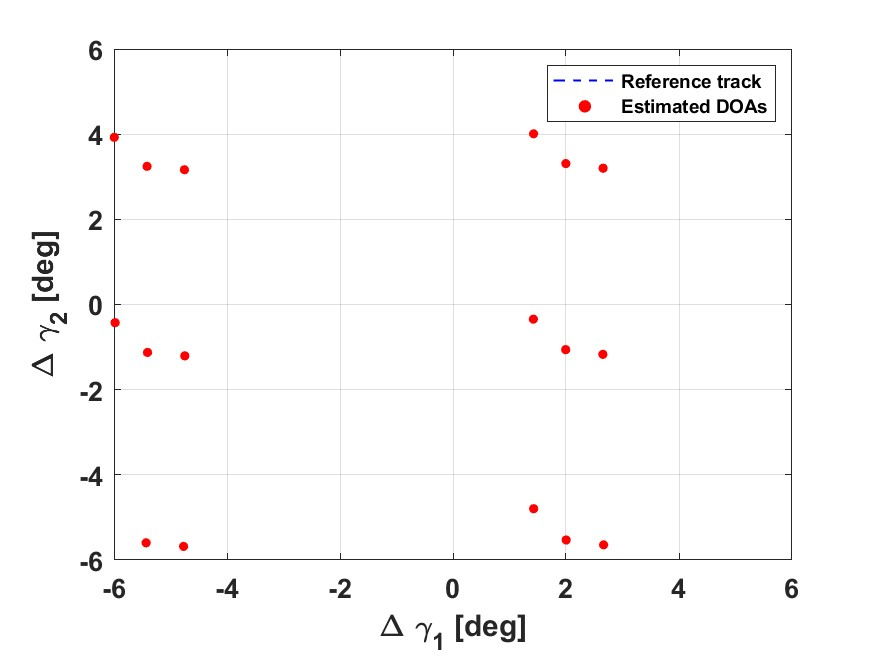 6
4
2
0
-2
-4
-6
-6 -4 -2 0 2 4 6
Δ γ₂ [deg]
Δ γ₁ [deg]
Reference track
Estimated DOAs